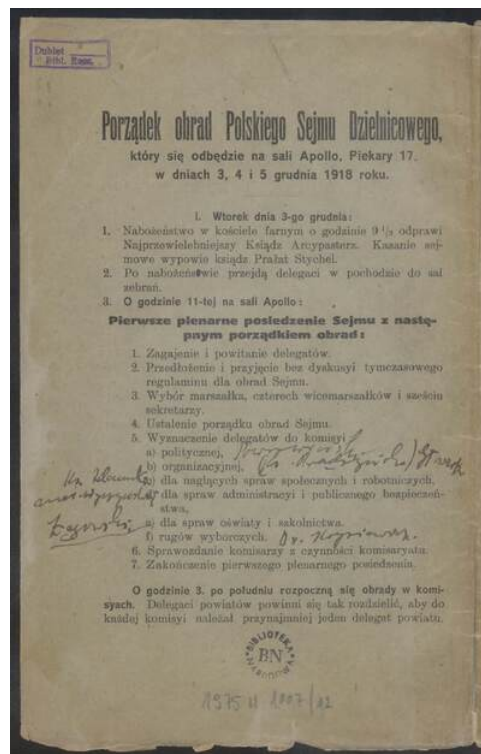 Dublet
Bibl. Racz.
Porządek obrad Polskiego Sejmu Dzielnicowego,
który się odbędzie na sali Apollo, Piekary 17.
w dniach 3, 4 i 5 grudnia 1918 roku.
I. Wtorek dnia 3-go grudnia:
1. Nabożeństwo w kościele farnym o godzinie 9 1/2 odprawi
Najprzewielebniejszy Ksiądz Arcypasterz. Kazanie sej-
mowe wypowie ksiądz Prałat Stychel.
2. Po nabożeństwie przejdą delegaci w pochodzie do sal
zebrań.
3. O godzinie 11-tej na sali Apollo:
Pierwsze plenarne posiedzenie Sejmu z nastę-
pnym porządkiem obrad:
1. Zagajenie i powitanie delegatów.
2. Przedłożenie i przyjęcie bez dyskusyi tymczasowego
regulaminu dla obrad Sejmu.
3. Wybór marszałka, czterech wicemarszałków i sześciu
sekretarzy.
4. Ustalenie porządku obrad Sejmu.
5. Wyznaczenie delegatów do komisyi
a) politycznej,
b) organizacyjnej,
c) dla naglących spraw społecznych i robotniczych,
d) dla spraw administracyi i publicznego bezpieczeń-
stwa,
e) dla spraw oświaty i szkolnictwa.
f) rugów wyborczych.
6. Sprawozdanie komisarzy z czynności komisaryatu.
7. Zakończenie pierwszego plenarnego posiedzenia.
O godzinie 3. po południu rozpoczną się obrady w komi-
syach. Delegaci powiatów powinni się tak rozdzielić, aby do
każdej komisyi należał przynajmniej jeden delegat powiatu.
BIBLIOTEKA
BN
NARODOWA